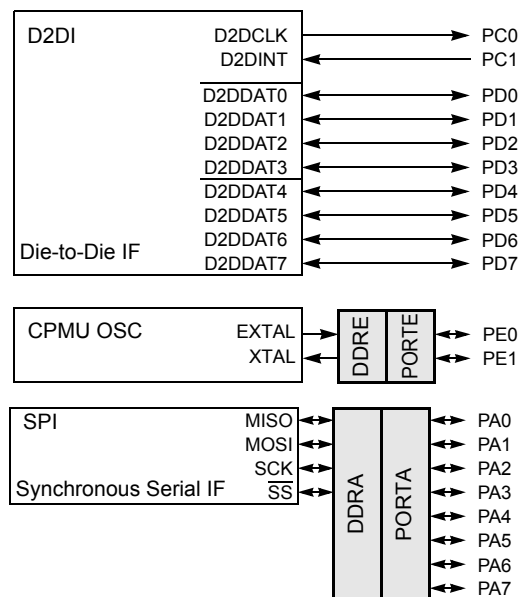 D2DI D2DCLK PC0
D2DINT PC1
D2DDAT0 PD0
D2DDAT1 PD1
D2DDAT2 PD2
D2DDAT3 PD3
D2DDAT4 PD4
D2DDAT5 PD5
D2DDAT6 PD6
Die-to-Die IF D2DDAT7 PD7
CPMU OSC EXTAL DDRE PORTE PE0
XTAL PE1
SPI MISO PA0
MOSI PA1
SCK PA2
Synchronous Serial IF SS DDRA PORTA PA3
PA4
PA5
PA6
PA7